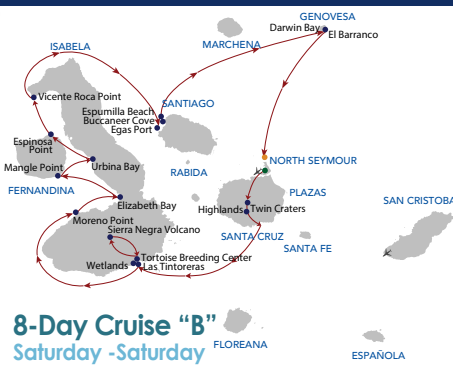 GENOVESA
Darwin Bay
El Barranco
MARCHENA
ISABELA
Vicente Roca Point
SANTIAGO
Espumilla Beach
Buccaneer Cove
Egas Port
Espinosa
Point
NORTH SEYMOUR
Mangle Point
Urbina Bay
RABIDA
FERNANDINA
PLAZAS
Elizabeth Bay
Highlands
Twin Craters
SAN CRISTOBA
Moreno Point
Sierra Negra Volcano
SANTA CRUZ
SANTA FE
Tortoise Breeding Center
Wetlands
Las Tintoreras
8-Day Cruise “B”
Saturday -Saturday
FLOREANA
ESPAÑOLA